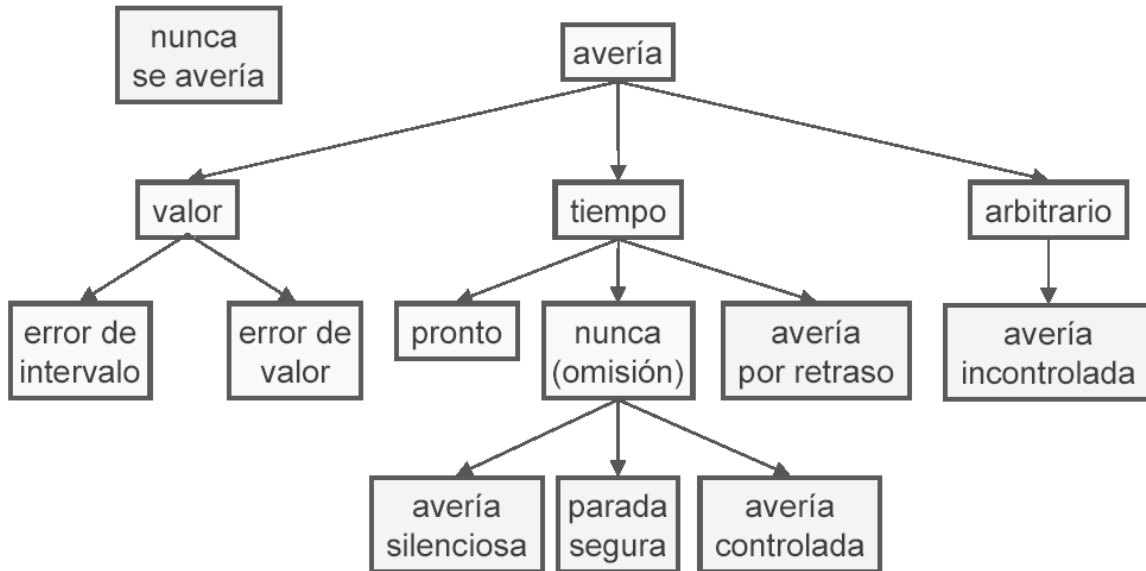 nunca
se avería
avería
valor
tiempo
arbitrario
error de
intervalo
error de
valor
pronto
nunca
(omisión)
avería
por retraso
avería
incontrolada
avería
silenciosa
parada
segura
avería
controlada